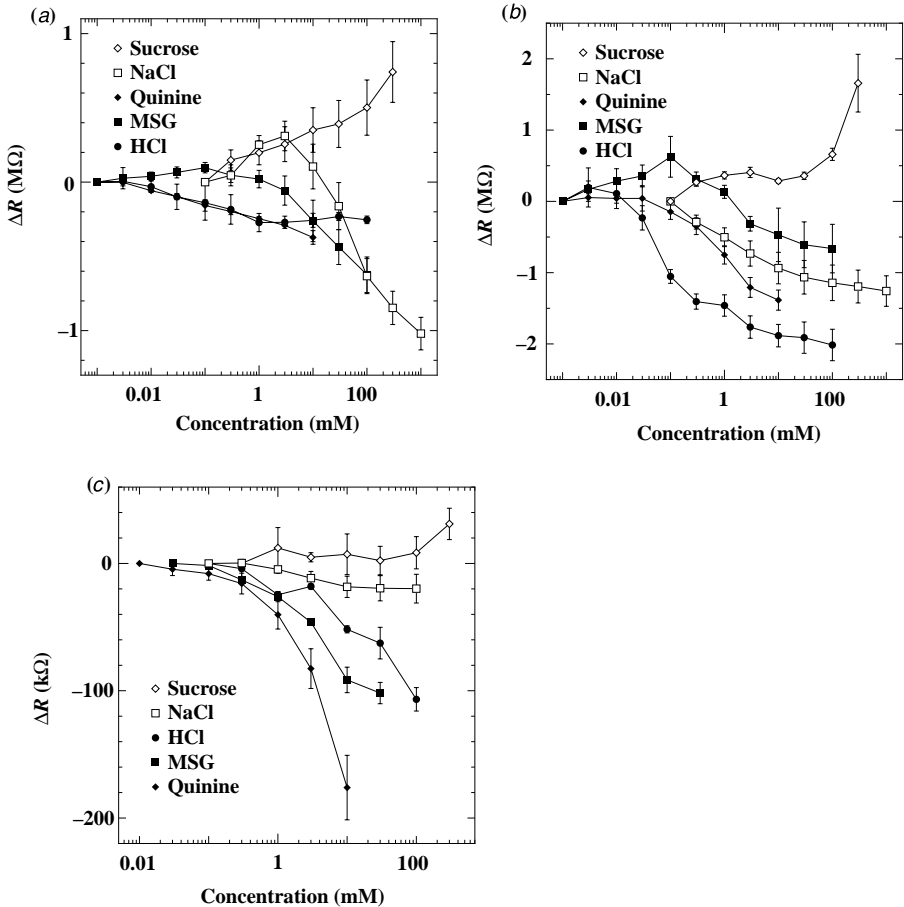 (a)
1
0
−1
ΔR (MΩ)
Sucrose
NaCl
Quinine
MSG
HCl
0.01
1
100
Concentration (mM)
(b)
2
1
0
−1
−2
ΔR (MΩ)
Sucrose
NaCl
Quinine
MSG
HCl
0.01
1
100
Concentration (mM)
(c)
0
−100
−200
ΔR (kΩ)
Sucrose
NaCl
HCl
MSG
Quinine
0.01
1
100
Concentration (mM)